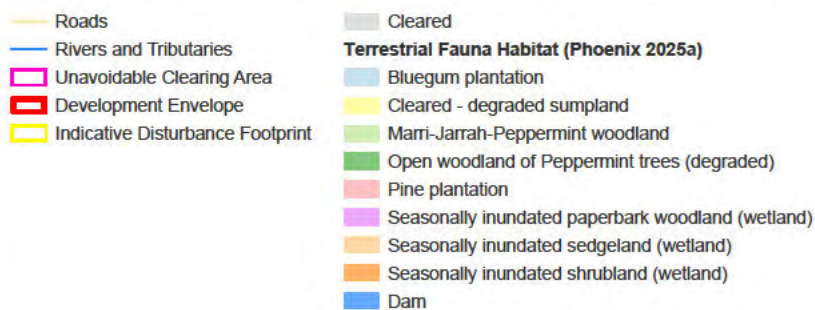 Roads
Rivers and Tributaries
Unavoidable Clearing Area
Development Envelope
Indicative Disturbance Footprint
Cleared
Terrestrial Fauna Habitat (Phoenix 2025a)
Bluegum plantation
Cleared - degraded sumpland
Marri-Jarrah-Peppermint woodland
Open woodland of Peppermint trees (degraded)
Pine plantation
Seasonally inundated paperbark woodland (wetland)
Seasonally inundated sedgeland (wetland)
Seasonally inundated shrubland (wetland)
Dam